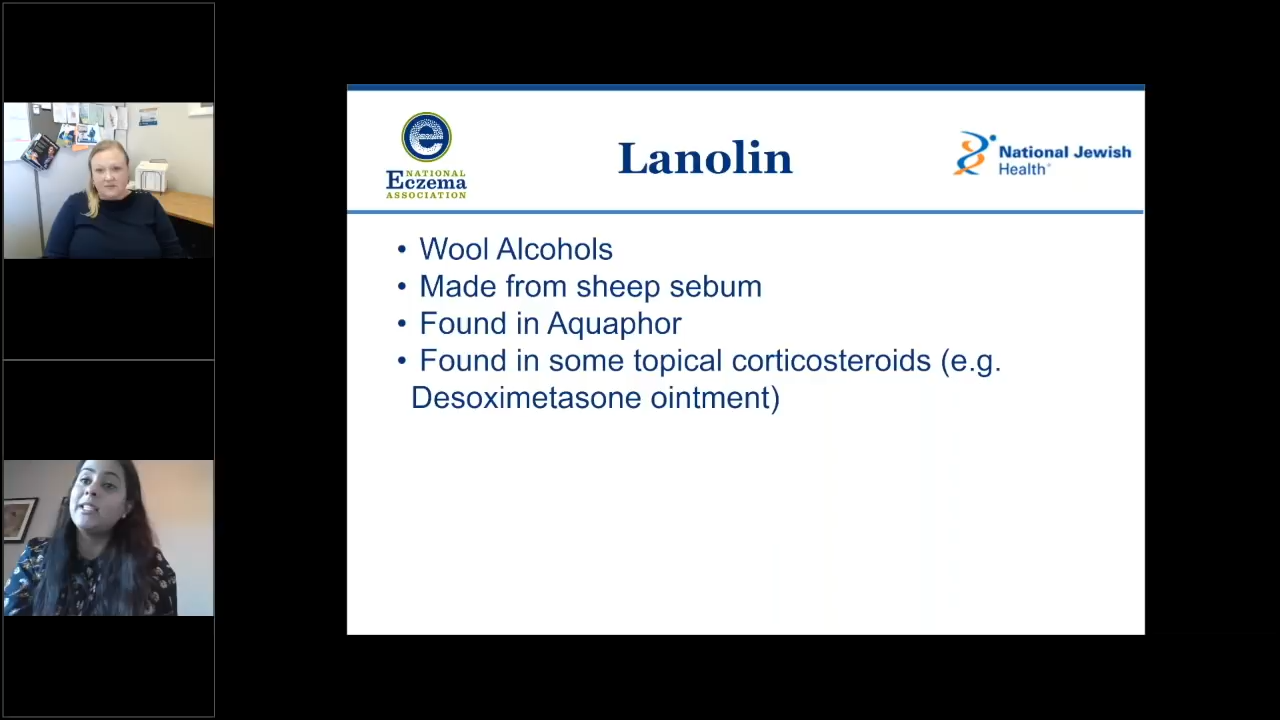 Lanolin
NATIONAL
Eczema
ASSOCIATION
National Jewish
Health®
• Wool Alcohols
• Made from sheep sebum
• Found in Aquaphor
• Found in some topical corticosteroids (e.g.
Desoximetasone ointment)